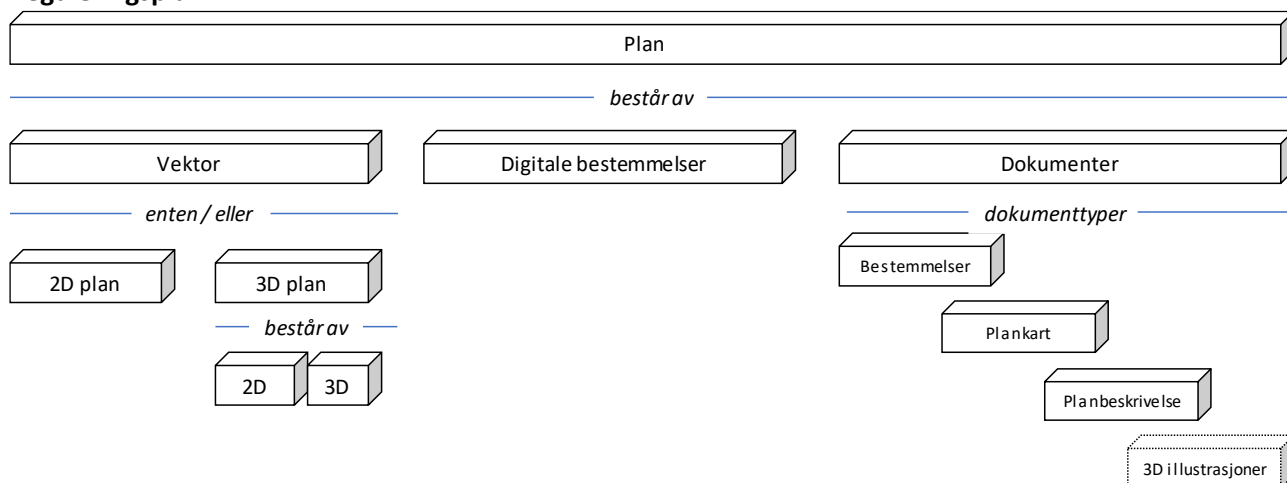 Plan
består av
Vektor Digitale bestemmelser Dokumenter
enten / eller dokumenttyper
Bestemmelser
2D plan 3D plan
består av
Plankart
2D 3D
Planbeskrivelse
3D illustrasjoner